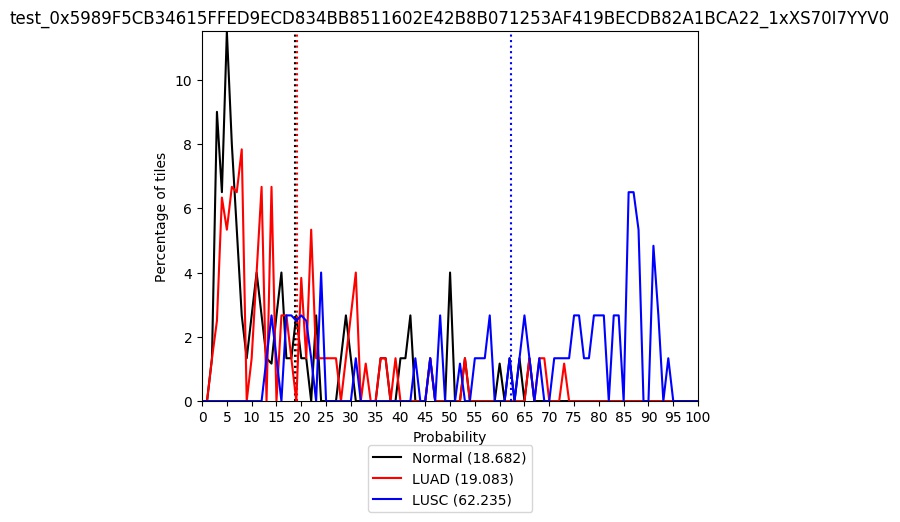 test_0x5989F5CB34615FFED9ECD834BB8511602E42B8B071253AF419BECDB82A1BCA22_1xXS70I7YYV0
10
8
6
4
2
0
Percentage of tiles
0 5 10 15 20 25 30 35 40 45 50 55 60 65 70 75 80 85 90 95 100
Probability
Normal (18.682)
LUAD (19.083)
LUSC (62.235)